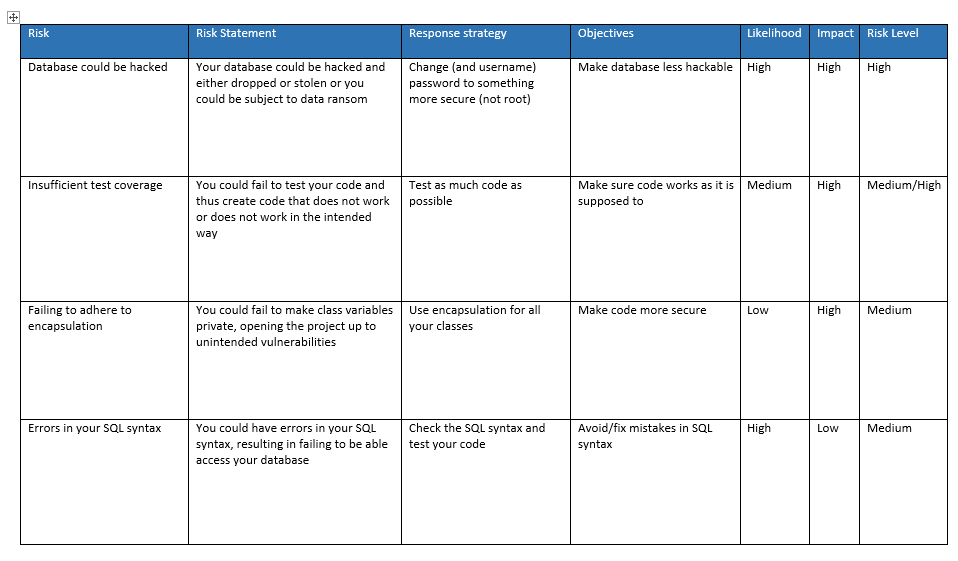 Risk Risk Statement Response strategy Objectives Likelihood Impact Risk Level
Database could be hacked
Your database could be hacked and
either dropped or stolen or you
could be subject to data ransom
Change (and username)
password to something
more secure (not root)
Make database less hackable
High
High
High
Insufficient test coverage
You could fail to test your code and
thus create code that does not work
or does not work in the intended
way
Test as much code as
possible
Make sure code works as it is
supposed to
Medium
High
Medium/High
Failing to adhere to
encapsulation
You could fail to make class variables
private, opening the project up to
unintended vulnerabilities
Use encapsulation for all
your classes
Make code more secure
Low
High
Medium
Errors in your SQL syntax
You could have errors in your SQL
syntax, resulting in failing to be able
access your database
Check the SQL syntax and
test your code
Avoid/fix mistakes in SQL
syntax
High
Low
Medium